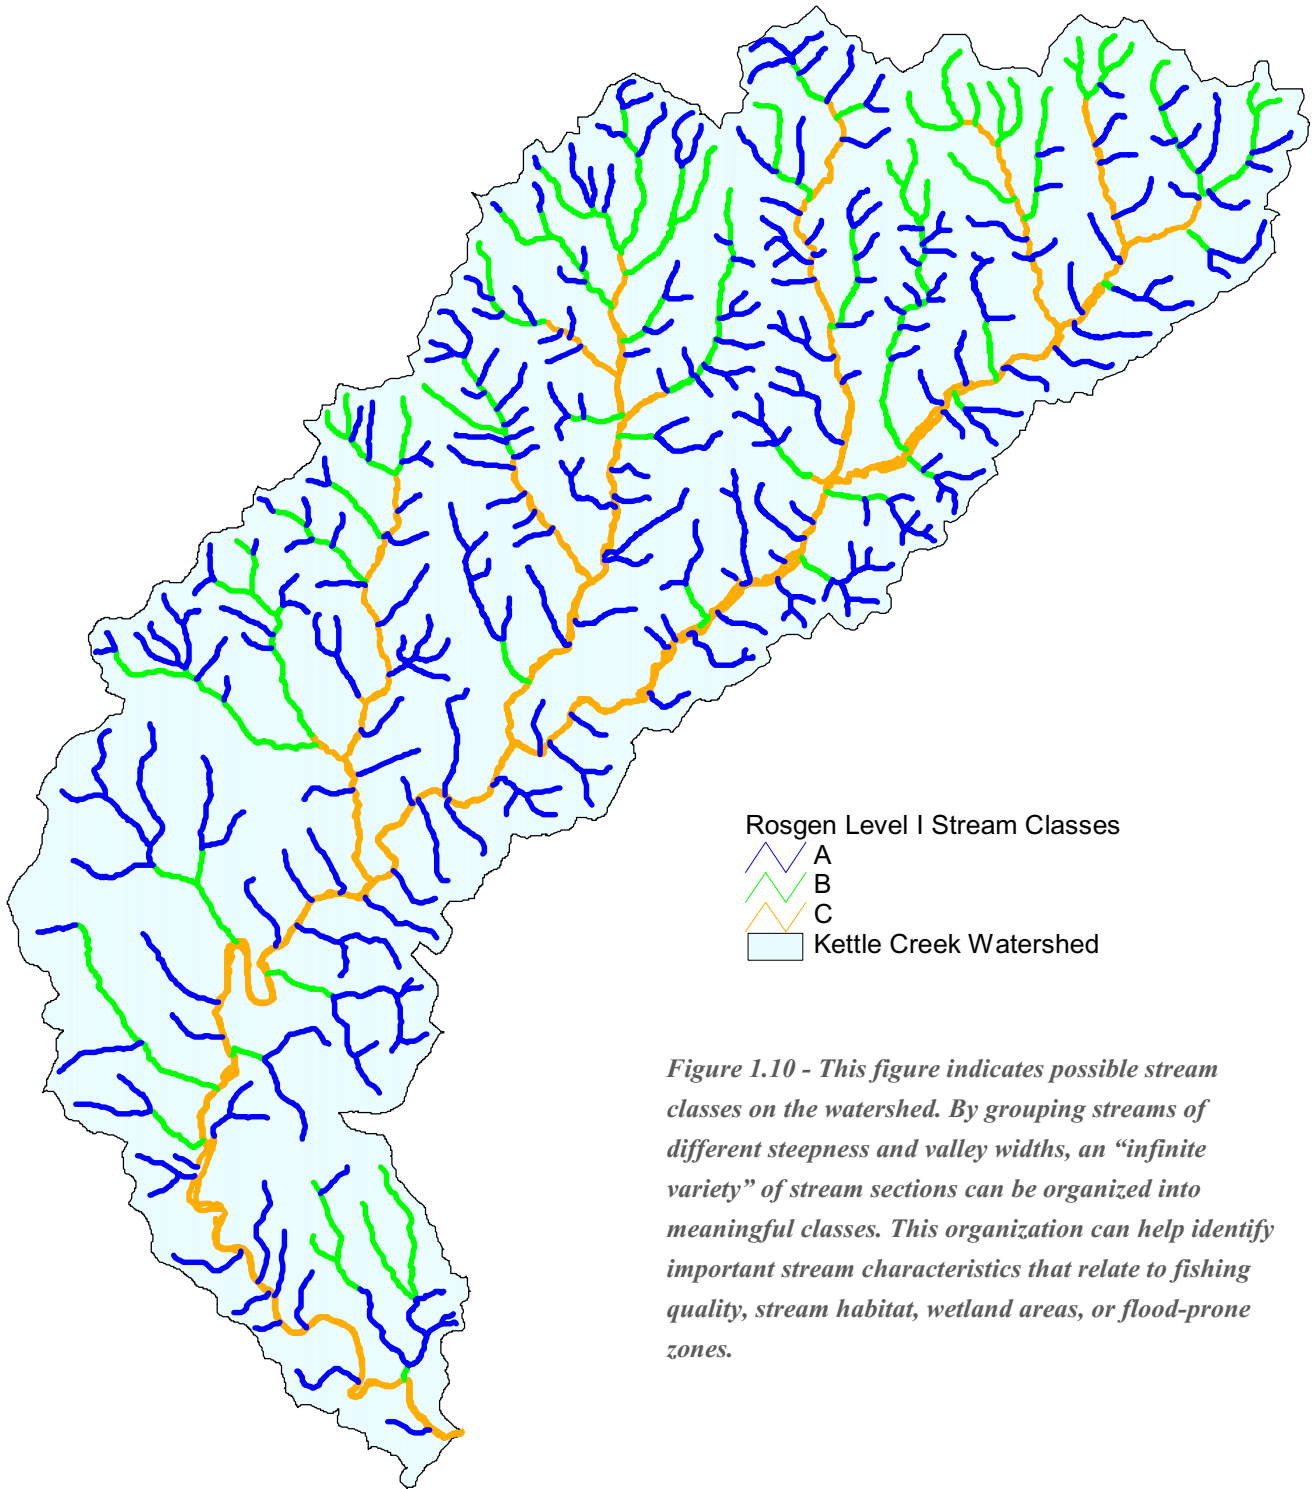 Rosgen Level I Stream Classes
A
B
C
Kettle Creek Watershed
Figure 1.10 - This figure indicates possible stream
classes on the watershed. By grouping streams of
different steepness and valley widths, an “infinite
variety” of stream sections can be organized into
meaningful classes. This organization can help identify
important stream characteristics that relate to fishing
quality, stream habitat, wetland areas, or flood-prone
zones.